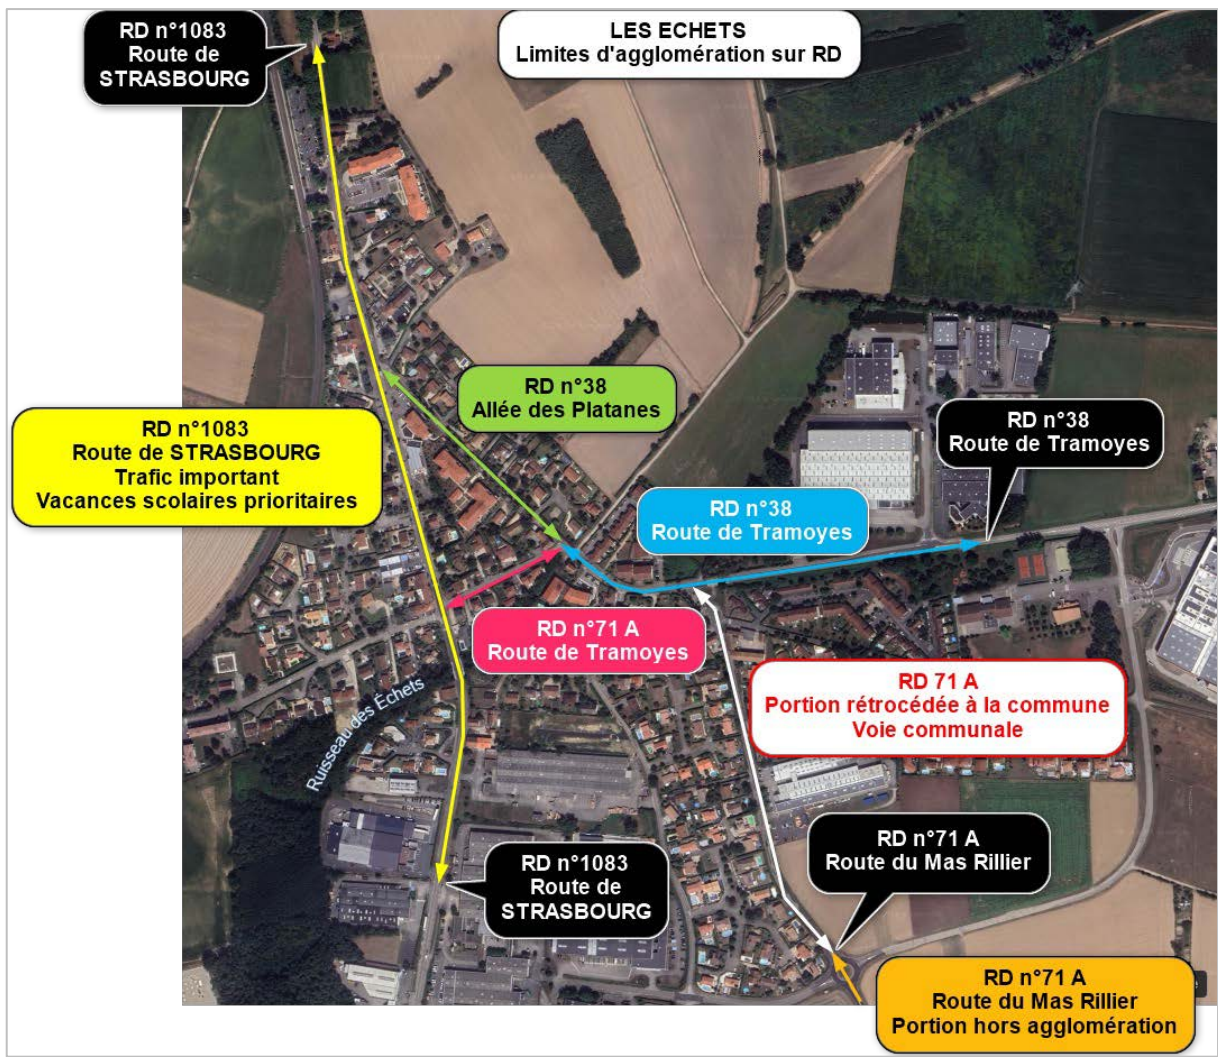 RD n°1083
Route de
STRASBOURG
LES ECHETS
Limites d'agglomération sur RD
RD n°38
Allée des Platanes
RD n°38
Route de Tramoyes
RD n°1083
Route de STRASBOURG
Trafic important
Vacances scolaires prioritaires
RD n°38
Route de Tramoyes
RD n°71 A
Route de Tramoyes
RD 71 A
Portion rétrocédée à la commune
Voie communale
Ruisseau des Échets
RD n°71 A
Route du Mas Rillier
RD n°1083
Route de
STRASBOURG
RD n°71 A
Route du Mas Rillier
Portion hors agglomération